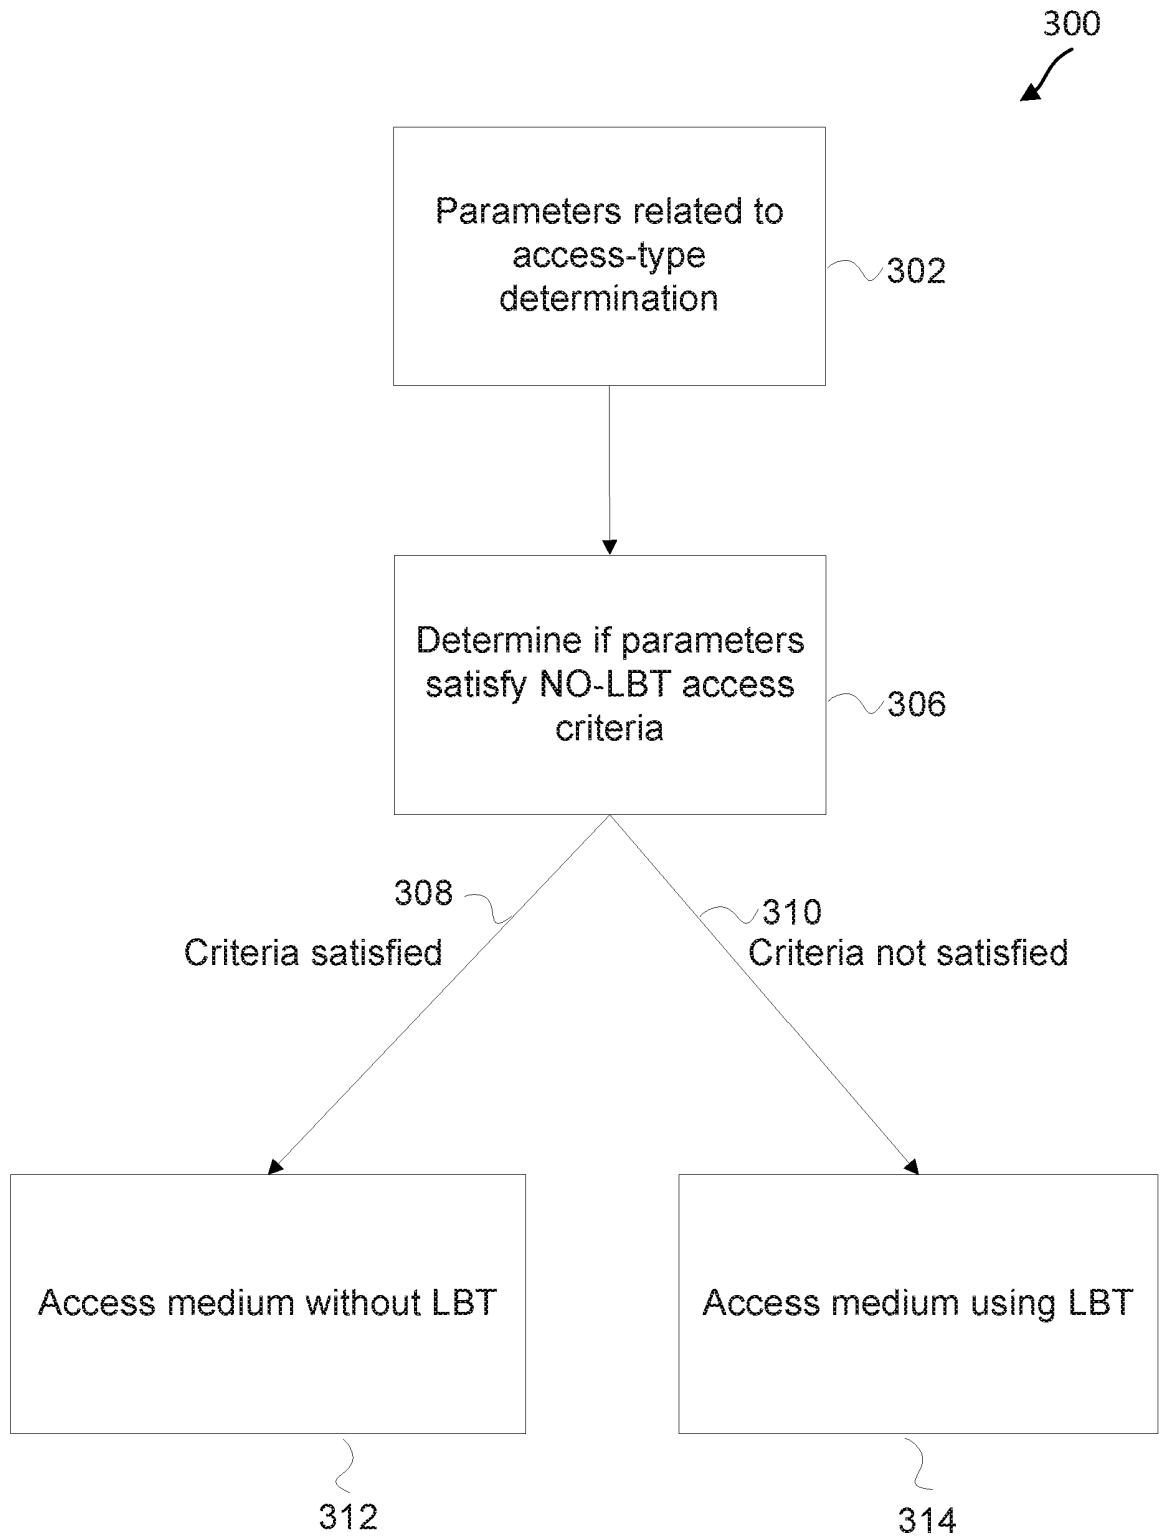 300
Parameters related to
access-type
determination
302
Determine if parameters
satisfy NO-LBT access
criteria
306
308
Criteria satisfied
310
Criteria not satisfied
Access medium without LBT
Access medium using LBT
312
314